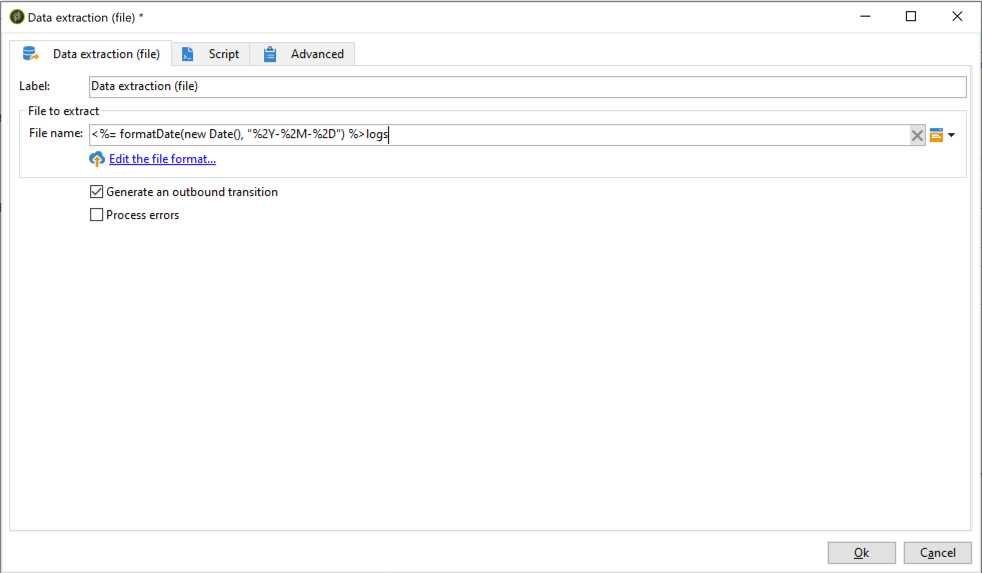 Data extraction (file) *
Data extraction (file) Script Advanced
Label: Data extraction (file)
File to extract
File name: <%= formatDate(new Date(), "%2Y-%2M-%2D") %>logs
Edit the file format...
Generate an outbound transition
Process errors
Ok Cancel